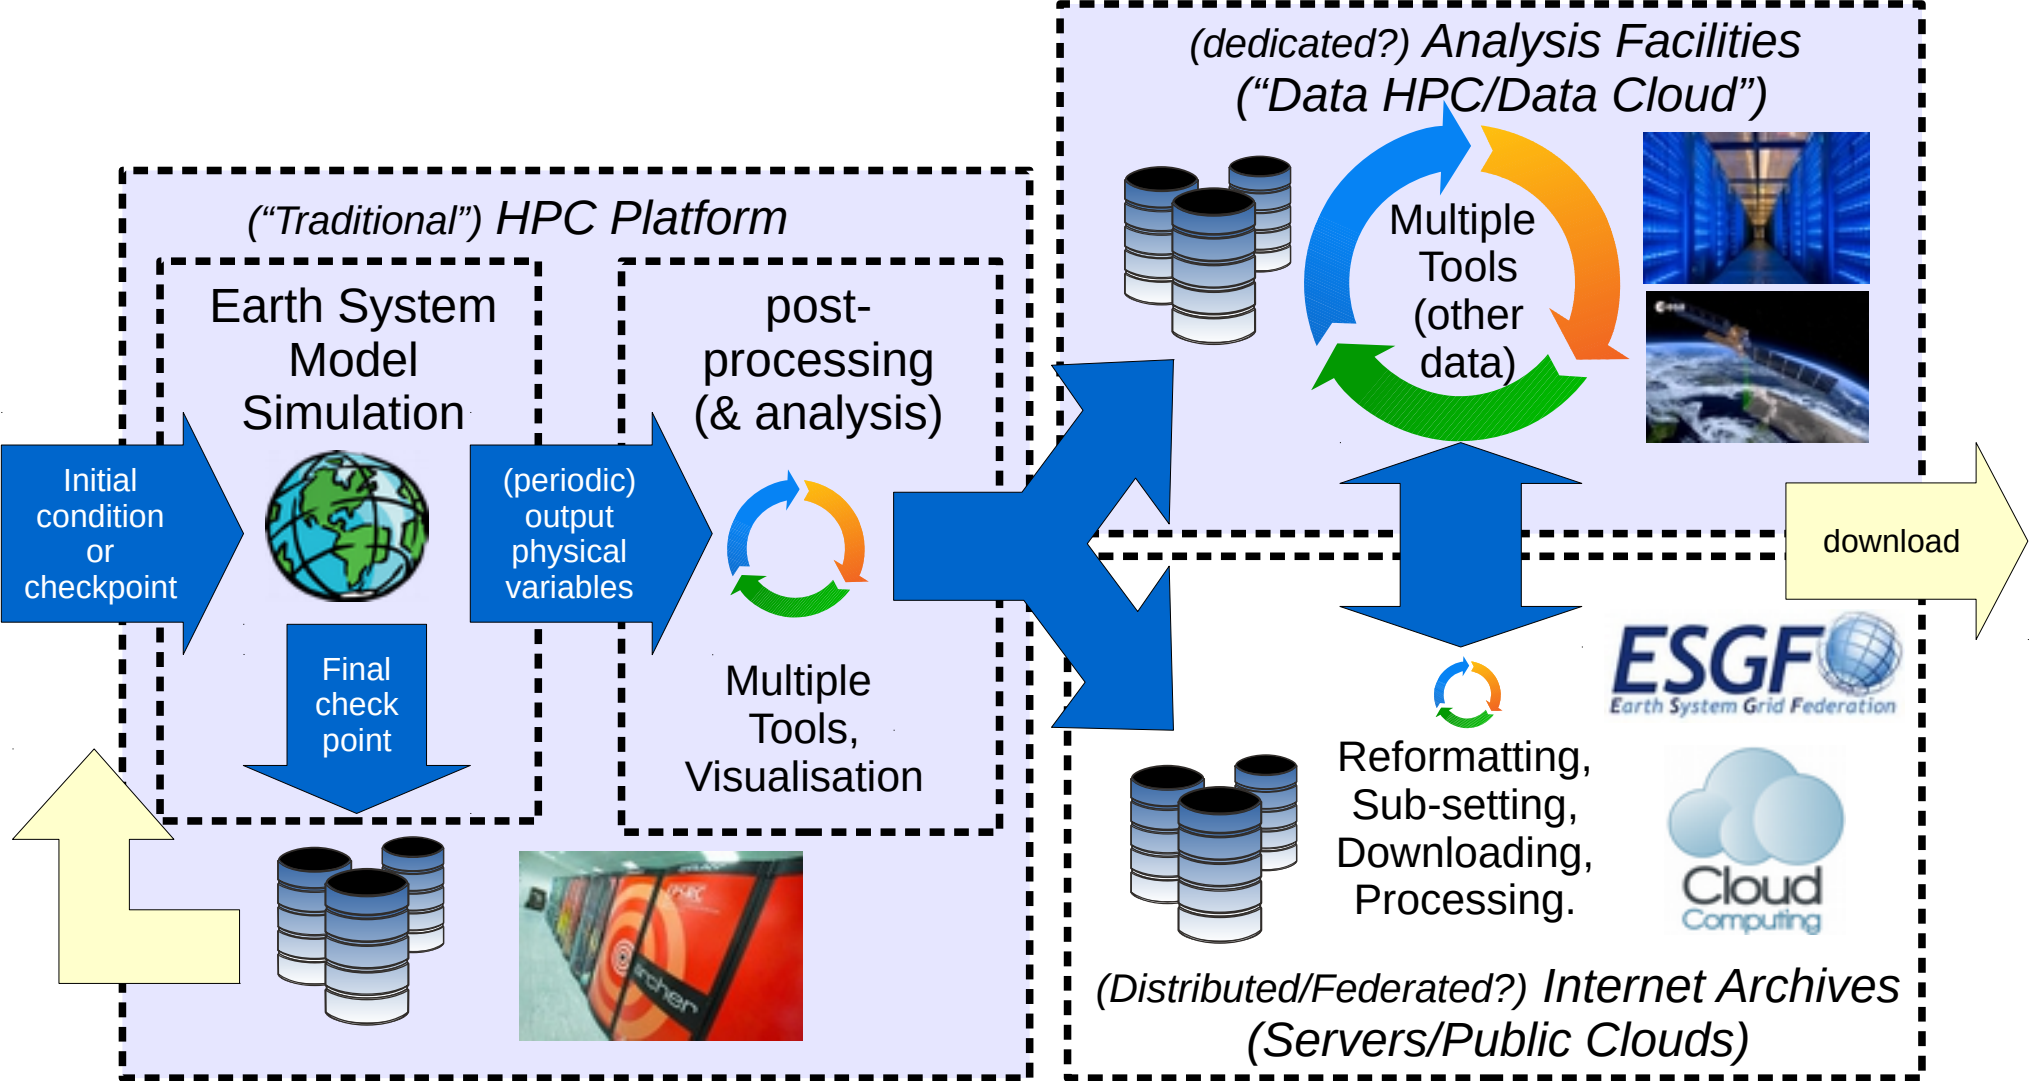 (dedicated?) Analysis Facilities
(“Data HPC/Data Cloud”)
Multiple
Tools
(other
data)
esa
(“Traditional”) HPC Platform
Earth System
Model
Simulation
post-
processing
(& analysis)
Initial
condition
or
checkpoint
(periodic)
output
physical
variables
Final
check
point
Multiple
Tools,
Visualisation
archer
download
ESGF
Earth System Grid Federation
Reformatting,
Sub-setting,
Downloading,
Processing.
Cloud
Computing
(Distributed/Federated?) Internet Archives
(Servers/Public Clouds)